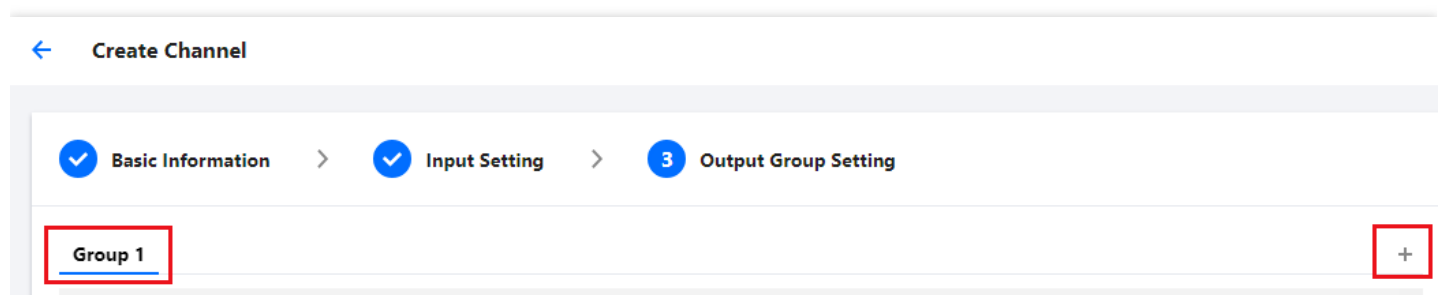 Create Channel
Basic Information > Input Setting > 3 Output Group Setting
Group 1 +